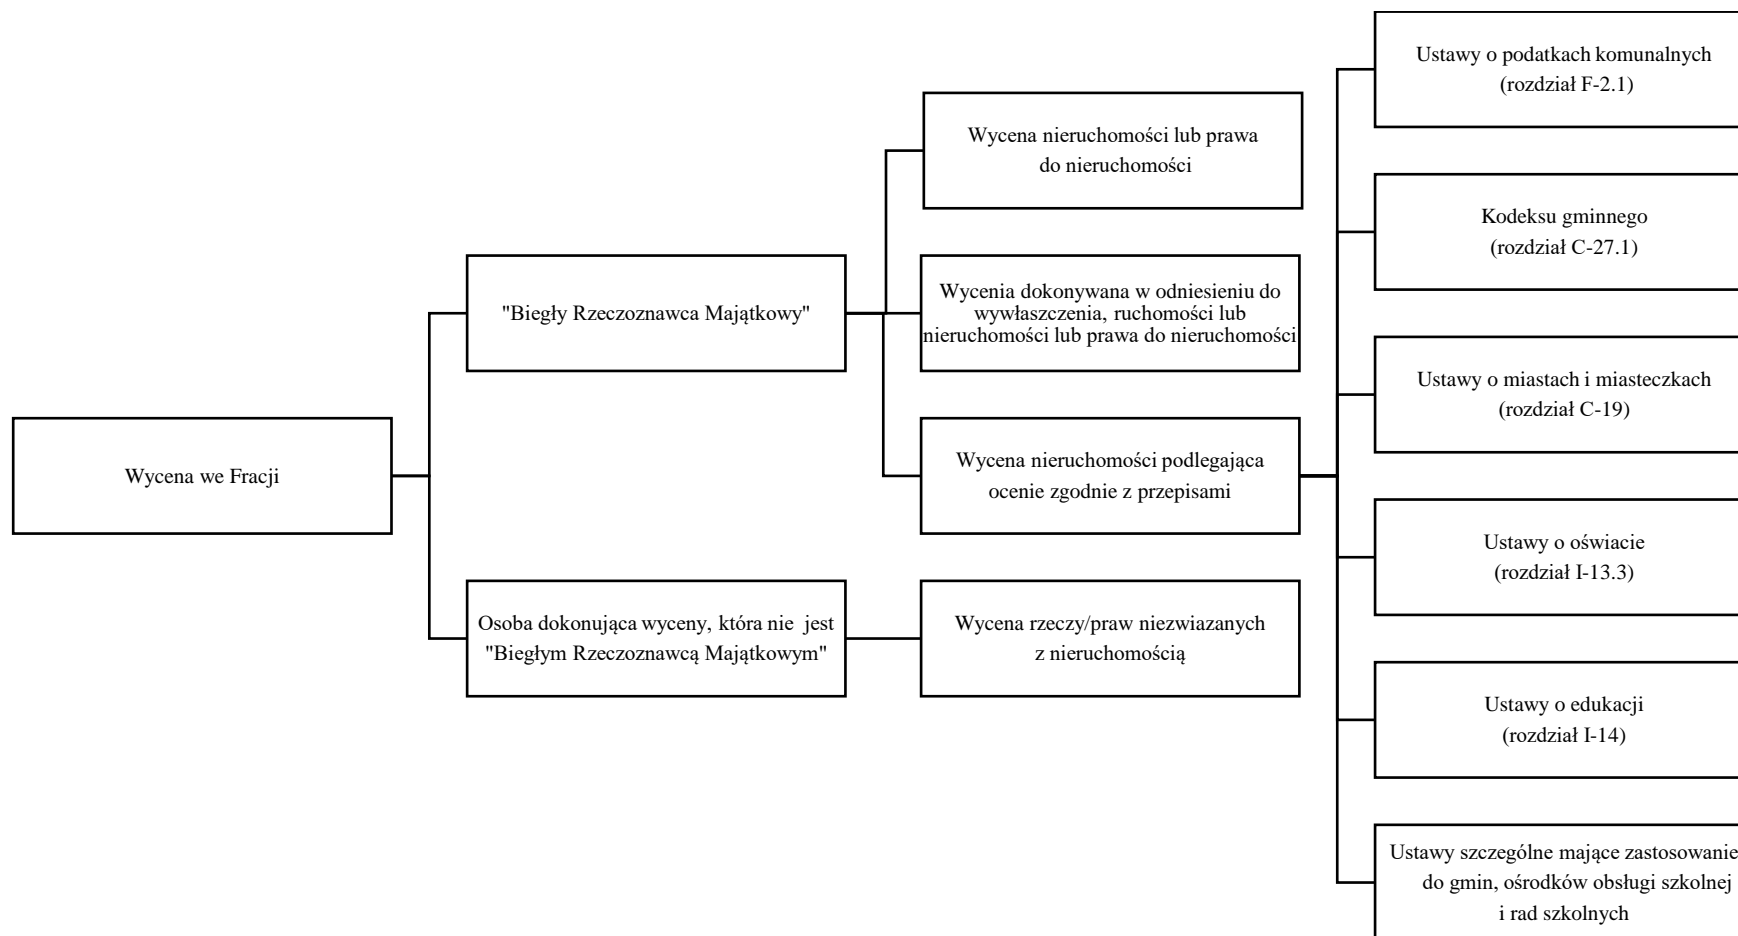 Wycena we Fracji
"Biegły Rzeczoznawca Majątkowy"
Osoba dokonująca wyceny, która nie jest
"Biegłym Rzeczoznawcą Majątkowym"
Wycena nieruchomości lub prawa
do nieruchomości
Wycenia dokonywana w odniesieniu do
wywłaszczenia, ruchomości lub
nieruchomości lub prawa do nieruchomości
Wycena nieruchomości podlegająca
ocenie zgodnie z przepisami
Wycena rzeczy/praw niezwiazanych
z nieruchomością
Ustawy o podatkach komunalnych
(rozdział F-2.1)
Kodeksu gminnego
(rozdział C-27.1)
Ustawy o miastach i miasteczkach
(rozdział C-19)
Ustawy o oświacie
(rozdział I-13.3)
Ustawy o edukacji
(rozdział I-14)
Ustawy szczególne mające zastosowanie
do gmin, ośrodków obsługi szkolnej
i rad szkolnych